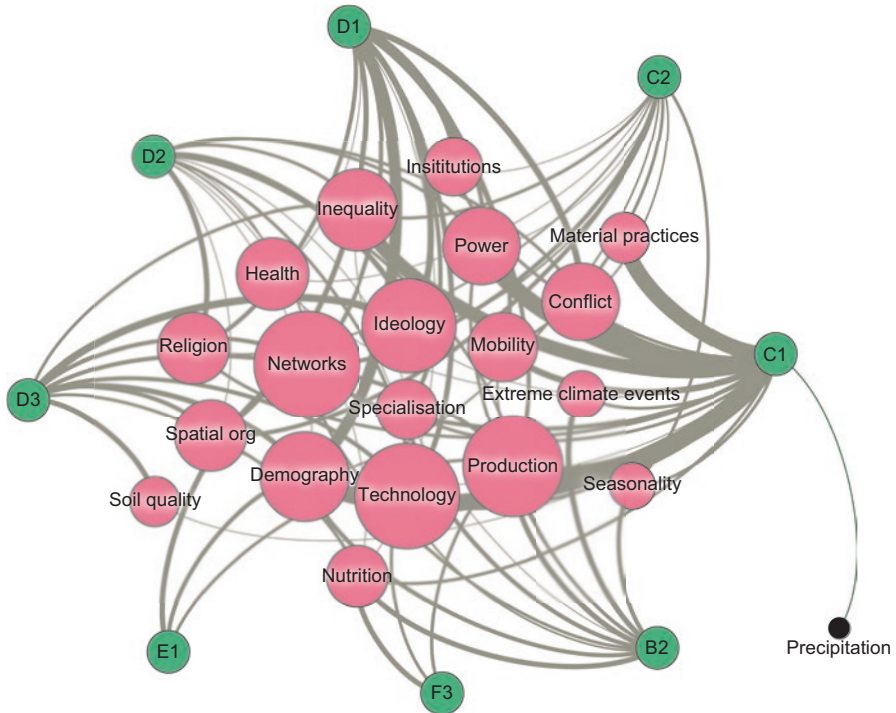 D1
C2
D2
Insititutions
Inequality
Power
Material practices
Health
Conflict
Ideology
Religion
Networks
Mobility
C1
D3
Extreme climate events
Specialisation
Spatial org
Demography
Production
Technology
Seasonality
Soil quality
Nutrition
E1
B2
Precipitation
F3